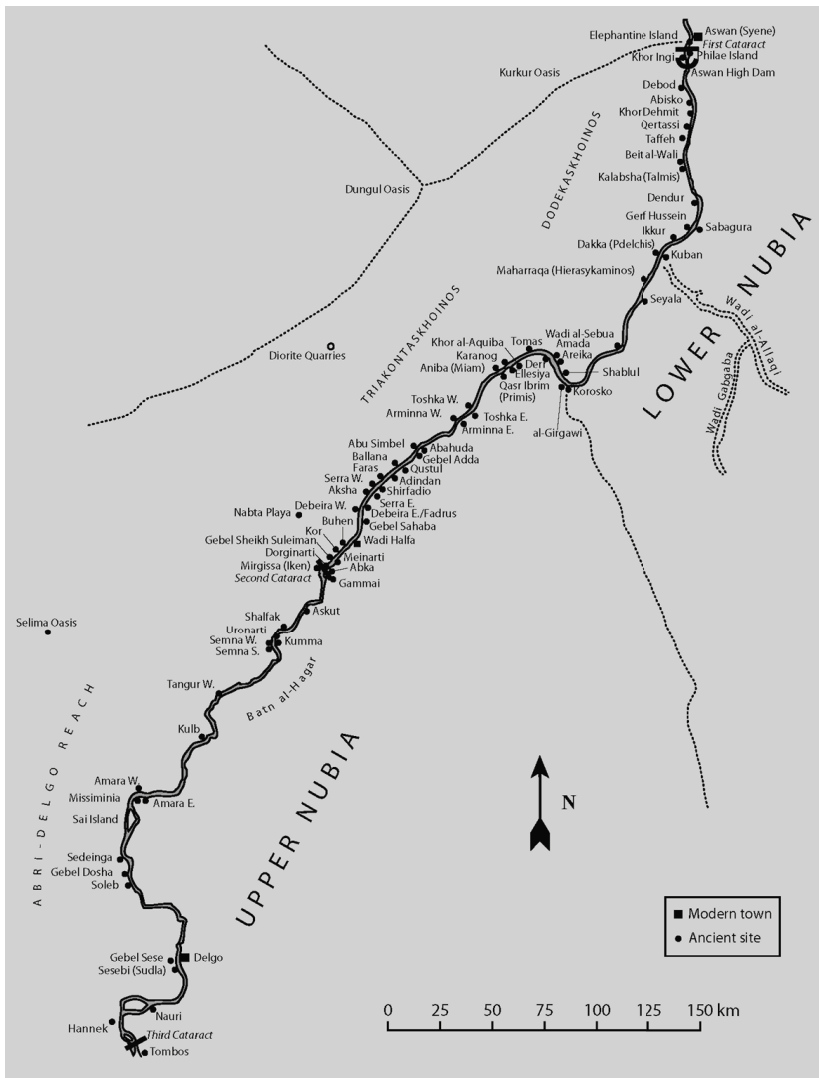 Elephantine Island
Aswan (Syene)
First Cataract
Khor Ingi
Philae Island
Aswan High Dam
Kurkur Oasis
Debod
Abisko
Khor Dehmit
Qertassi
Taffeh
Beit al-Wali
Kalabsha (Talmis)
DODEKASKHOINOS
Dungul Oasis
Dendur
Gerf Hussein
Sabagura
Ikkur
Dakka (Pdelchis)
Kuban
Maharraqa (Hierasykaminos)
Seyala
LOWER NUBIA
Wadi al-Allaqi
Wadi Gabgaba
TRIAKONTASKHOINOS
Diorite Quarries
Wadi al-Sebua
Khor al-Aquiba
Tomas
Amada
Karanog
Derr
Areika
Aniba (Miam)
Ellesiya
Shablul
Qasr Ibrim
(Primis)
Korosko
Toshka W.
Arminna W.
Toshka E.
Arminna E.
al-Girgawi
Abu Simbel
Abahuda
Ballana
Gebel Adda
Faras
Qustul
Serra W.
Adindan
Aksha
Shirfadio
Serra E.
Debeira W.
Debeira E./Fadrus
Nabta Playa
Buhen
Gebel Sahaba
Kor
Wadi Halfa
Gebel Sheikh Suleiman
Dorginarti
Meinarti
Mirgissa (Iken)
Abka
Second Cataract
Gammai
Askut
Selima Oasis
Shalfak
Uronarti
Semna W.
Kumma
Semna S.
Batn al-Hagar
Tangur W.
Kulb
ABRI-DELGO REACH
UPPER NUBIA
Amara W.
Missiminia
Amara E.
Sai Island
N
Sedeinga
Gebel Dosha
Soleb
Modern town
Ancient site
Gebel Sese
Delgo
Sesebi (Sudla)
Nauri
Hannek
Third Cataract
Tombos
0 25 50 75 100 125 150 km